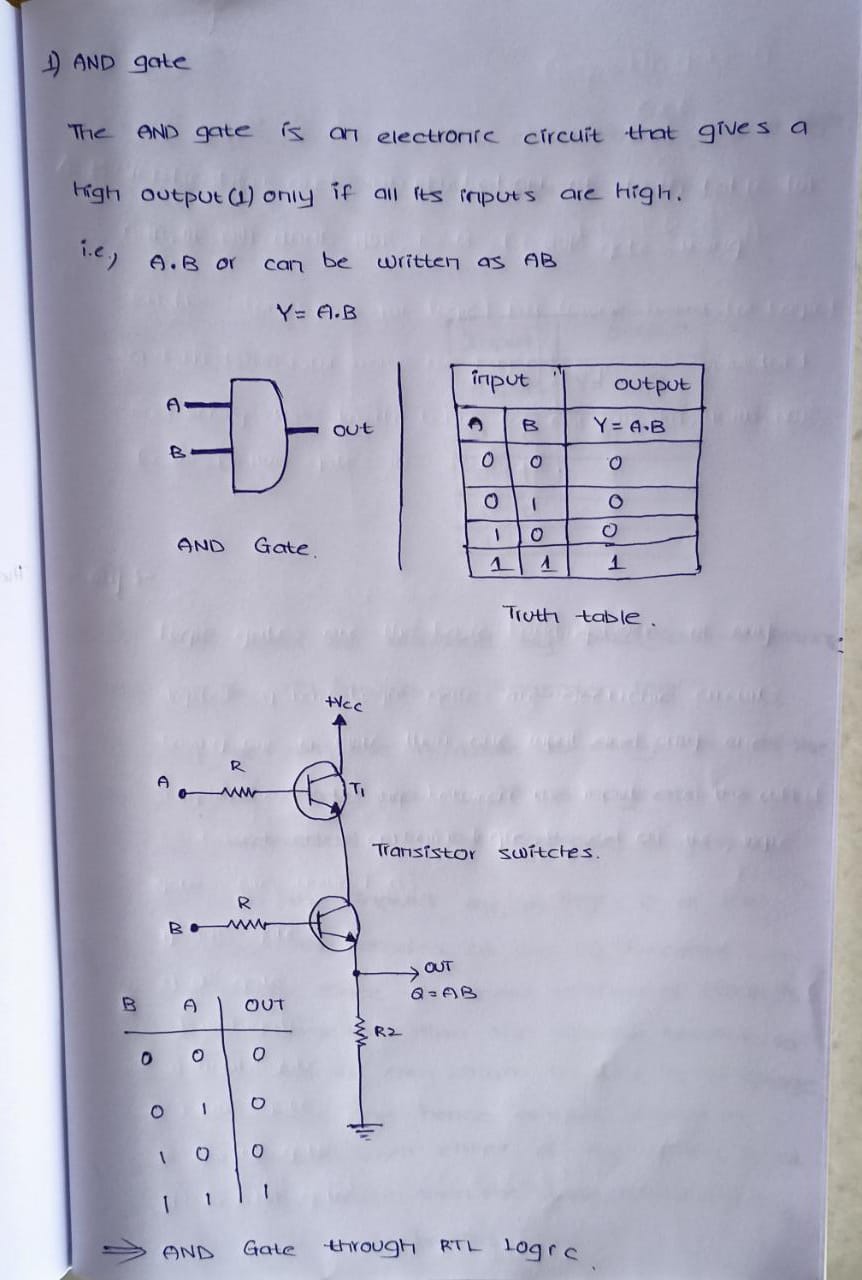 1) AND gate
The AND gate is an electronic circuit that gives a
high output (1) only if all its inputs are high.
i.e., A.B or can be written as AB
Y = A.B
input output
A B Y = A.B
0 0 0
0 1 0
1 0 0
1 1 1
Truth table.
A
B
out
AND Gate.
+Vcc
A
R
T1
Transistor switches.
R
B
OUT
Q = AB
R2
B A OUT
0 0 0
0 1 0
1 0 0
1 1 1
⇒ AND Gate through RTL Logic.